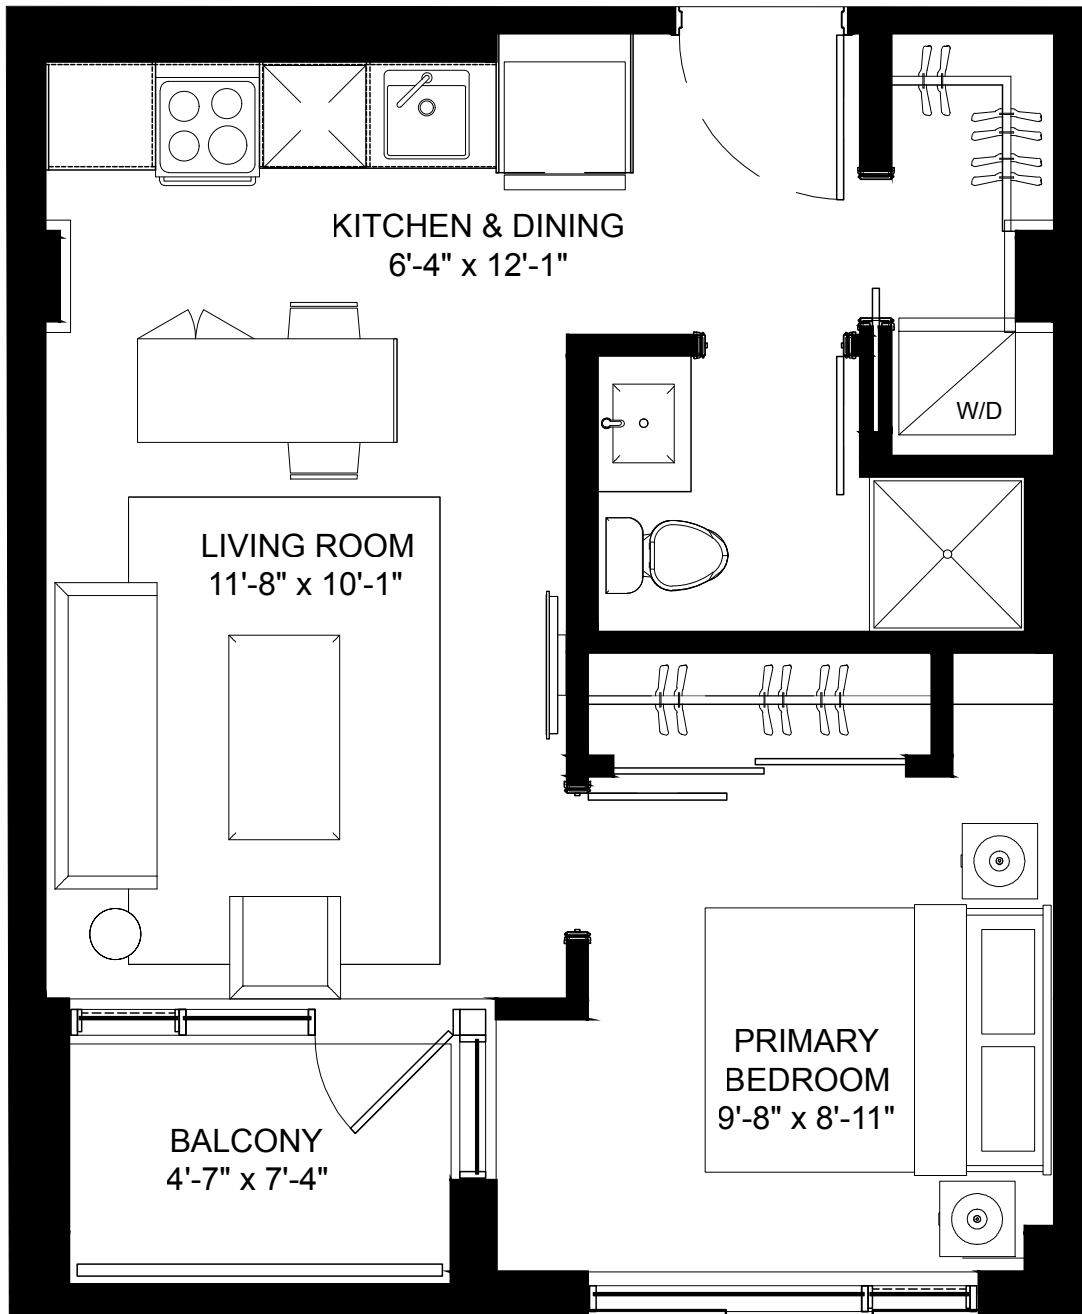 KITCHEN & DINING
6'-4" x 12'-1"
W/D
LIVING ROOM
11'-8" x 10'-1"
PRIMARY
BEDROOM
9'-8" x 8'-11"
BALCONY
4'-7" x 7'-4"